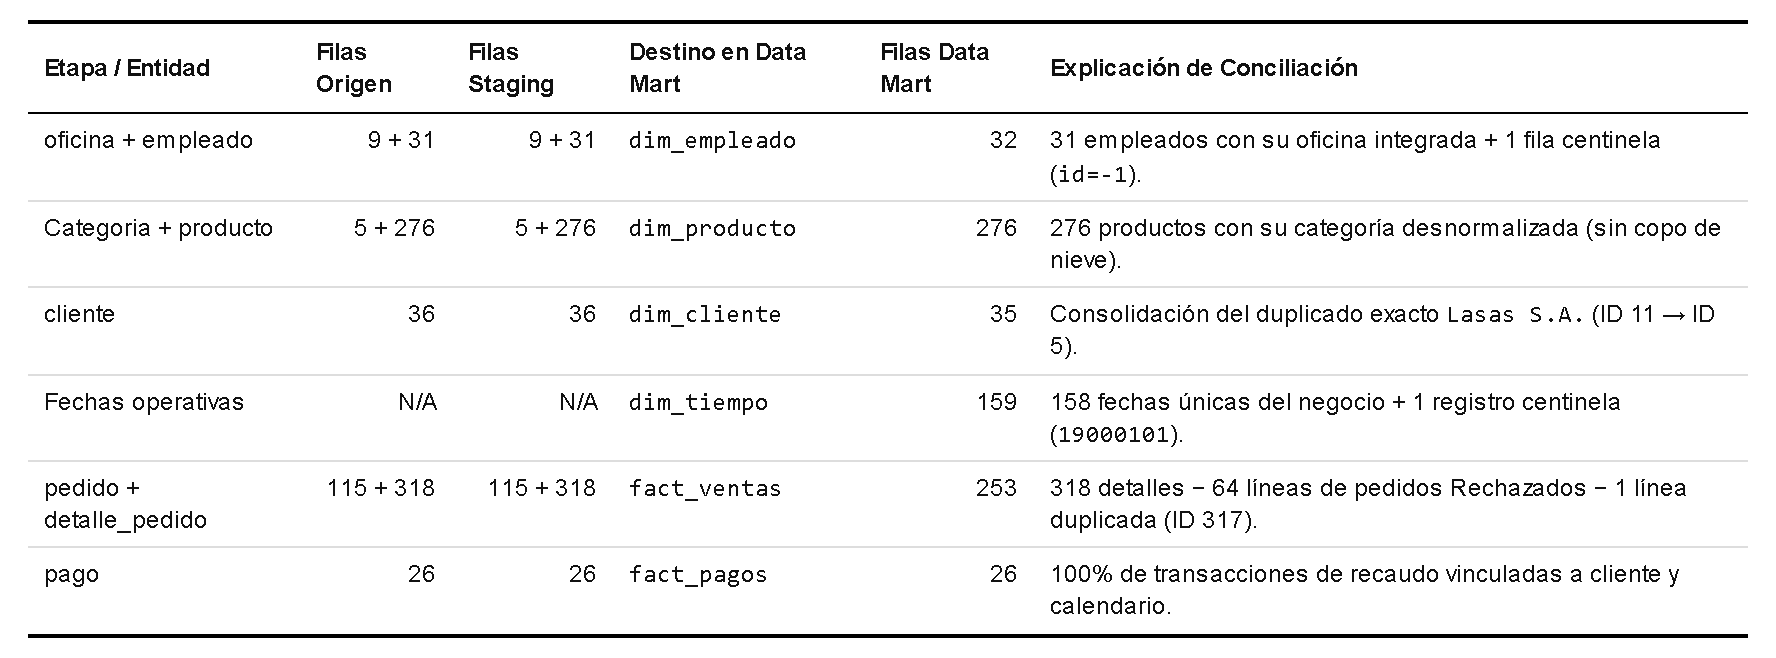 Etapa / Entidad
Filas Origen
Filas Staging
Destino en Data Mart
Filas Data Mart
Explicación de Conciliación
oficina + empleado
9 + 31
9 + 31
dim_empleado
32
31 empleados con su oficina integrada + 1 fila centinela
(id=-1).
Categoria + producto
5 + 276
5 + 276
dim_producto
276
276 productos con su categoría desnormalizada (sin copo de
nieve).
cliente
36
36
dim_cliente
35
Consolidación del duplicado exacto Lasas S.A. (ID 11 → ID
5).
Fechas operativas
N/A
N/A
dim_tiempo
159
158 fechas únicas del negocio + 1 registro centinela
(19000101).
pedido +
detalle_pedido
115 + 318
115 + 318
fact_ventas
253
318 detalles − 64 líneas de pedidos Rechazados − 1 línea
duplicada (ID 317).
pago
26
26
fact_pagos
26
100% de transacciones de recaudo vinculadas a cliente y
calendario.